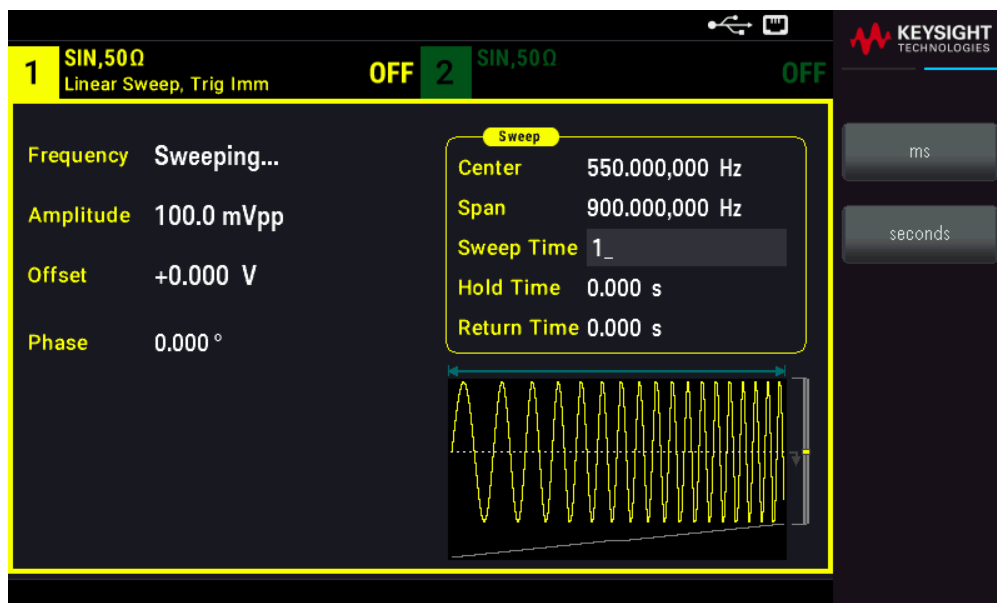 KEYSIGHT
TECHNOLOGIES
1 SIN,50Ω OFF
Linear Sweep, Trig Imm
2 SIN,50Ω OFF
Frequency Sweeping...
Amplitude 100.0 mVpp
Offset +0.000 V
Phase 0.000 °
Sweep
Center 550.000,000 Hz
Span 900.000,000 Hz
Sweep Time 1_
Hold Time 0.000 s
Return Time 0.000 s
ms
seconds